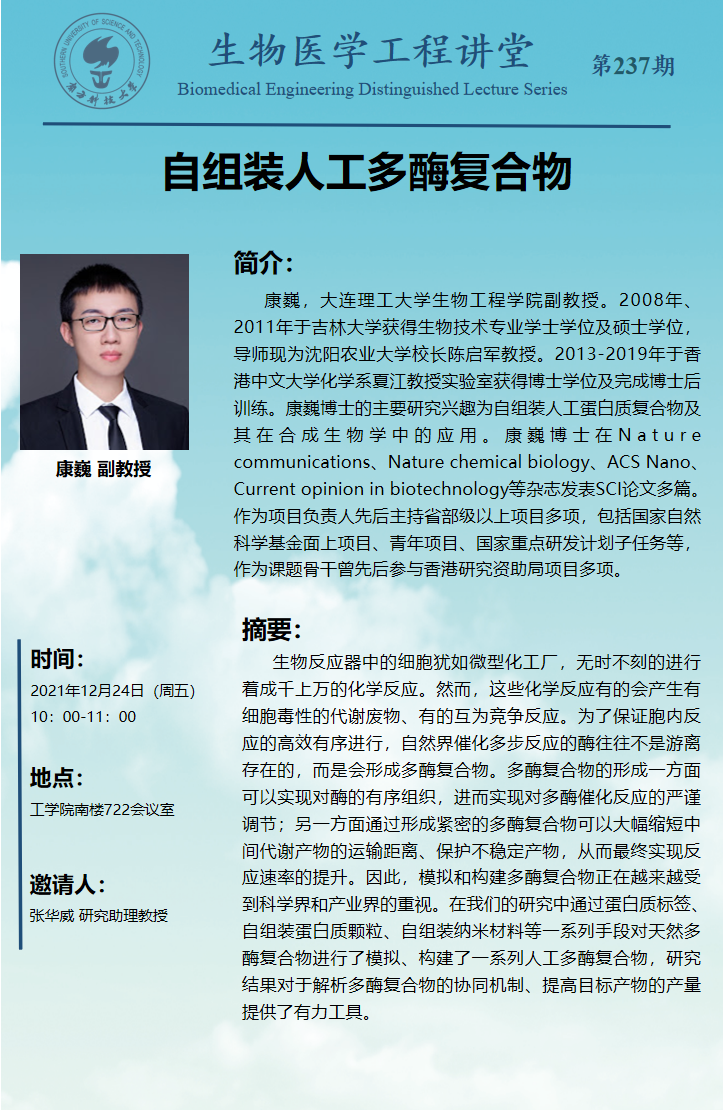 SOUTHERN UNIVERSITY OF SCIENCE AND TECHNOLOGY
南方科技大学
生物医学工程讲堂
第237期
Biomedical Engineering Distinguished Lecture Series
自组装人工多酶复合物
康巍 副教授
简介：
康巍，大连理工大学生物工程学院副教授。2008年、
2011年于吉林大学获得生物技术专业学士学位及硕士学位，
导师现为沈阳农业大学校长陈启军教授。2013-2019年于香
港中文大学化学系夏江教授实验室获得博士学位及完成博士后
训练。康巍博士的主要研究兴趣为自组装人工蛋白质复合物及
其在合成生物学中的应用。康巍博士在Nature
communications、Nature chemical biology、ACS Nano、
Current opinion in biotechnology等杂志发表SCI论文多篇。
作为项目负责人先后主持省部级以上项目多项，包括国家自然
科学基金面上项目、青年项目、国家重点研发计划子任务等，
作为课题骨干曾先后参与香港研究资助局项目多项。
时间：
2021年12月24日（周五）
10：00-11：00
地点：
工学院南楼722会议室
邀请人：
张华威 研究助理教授
摘要：
生物反应器中的细胞犹如微型化工厂，无时不刻的进行
着成千上万的化学反应。然而，这些化学反应有的会产生有
细胞毒性的代谢废物、有的互为竞争反应。为了保证胞内反
应的高效有序进行，自然界催化多步反应的酶往往不是游离
存在的，而是会形成多酶复合物。多酶复合物的形成一方面
可以实现对酶的有序组织，进而实现对多酶催化反应的严谨
调节；另一方面通过形成紧密的多酶复合物可以大幅缩短中
间代谢产物的运输距离、保护不稳定产物，从而最终实现反
应速率的提升。因此，模拟和构建多酶复合物正在越来越受
到科学界和产业界的重视。在我们的研究中通过蛋白质标签、
自组装蛋白质颗粒、自组装纳米材料等一系列手段对天然多
酶复合物进行了模拟、构建了一系列人工多酶复合物，研究
结果对于解析多酶复合物的协同机制、提高目标产物的产量
提供了有力工具。